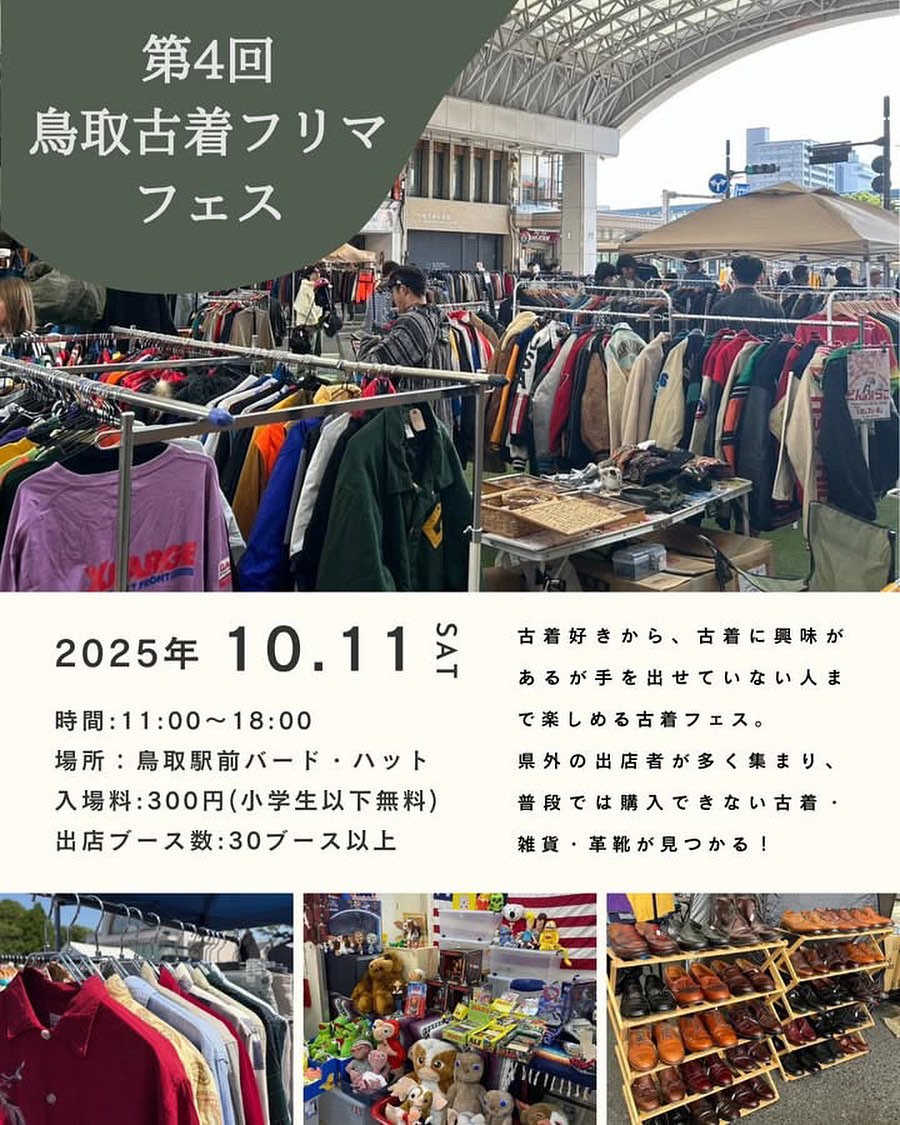 第4回
鳥取古着フリマ
フェス
2025年 10.11 SAT
時間:11:00〜18:00
場所：鳥取駅前バード・ハット
入場料:300円(小学生以下無料)
出店ブース数:30ブース以上
古着好きから、古着に興味が
あるが手を出せていない人ま
で楽しめる古着フェス。
県外の出店者が多く集まり、
普段では購入できない古着・
雑貨・革靴が見つかる！